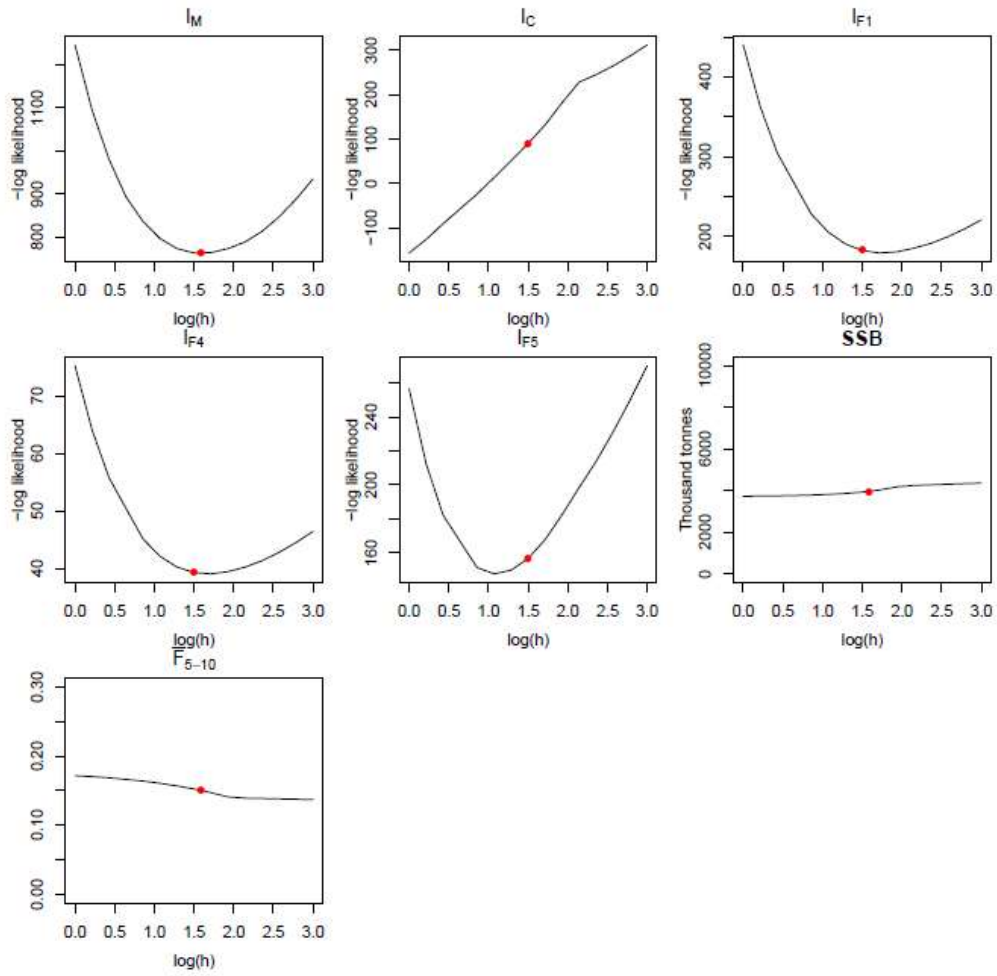 l_M
l_C
l_F1
−log likelihood
1100
900
800
0.0 0.5 1.0 1.5 2.0 2.5 3.0
log(h)
−log likelihood
300
200
100
0
−100
0.0 0.5 1.0 1.5 2.0 2.5 3.0
log(h)
−log likelihood
400
300
200
0.0 0.5 1.0 1.5 2.0 2.5 3.0
log(h)
l_F4
l_F5
SSB
−log likelihood
70
60
50
40
0.0 0.5 1.0 1.5 2.0 2.5 3.0
log(h)
−log likelihood
240
200
160
0.0 0.5 1.0 1.5 2.0 2.5 3.0
log(h)
Thousand tonnes
10000
6000
2000
0
0.0 0.5 1.0 1.5 2.0 2.5 3.0
log(h)
F̅_5−10
0.30
0.20
0.10
0.00
0.0 0.5 1.0 1.5 2.0 2.5 3.0
log(h)